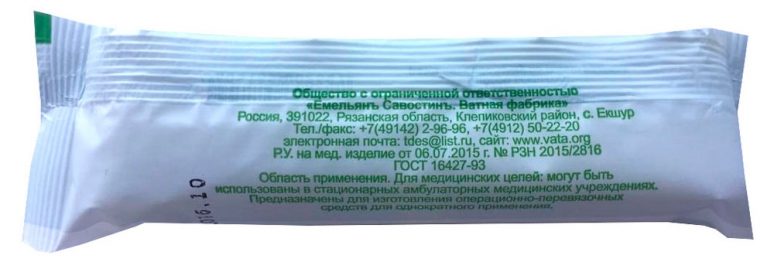 Общество с ограниченной ответственностью
«Емельянъ Савостинъ. Ватная фабрика»
Россия, 391022, Рязанская область, Клепиковский район, с. Екшур
Тел./факс: +7(49142) 2-96-96, +7(4912) 50-22-20
электронная почта: tdes@list.ru, сайт: www.vata.org
Р.У. на мед. изделие от 06.07.2015 г. № РЗН 2015/2816
ГОСТ 16427-93
Область применения. Для медицинских целей: могут быть
использованы в стационарных амбулаторных медицинских учреждениях.
Предназначены для изготовления операционно-перевязочных
средств для однократного применения.